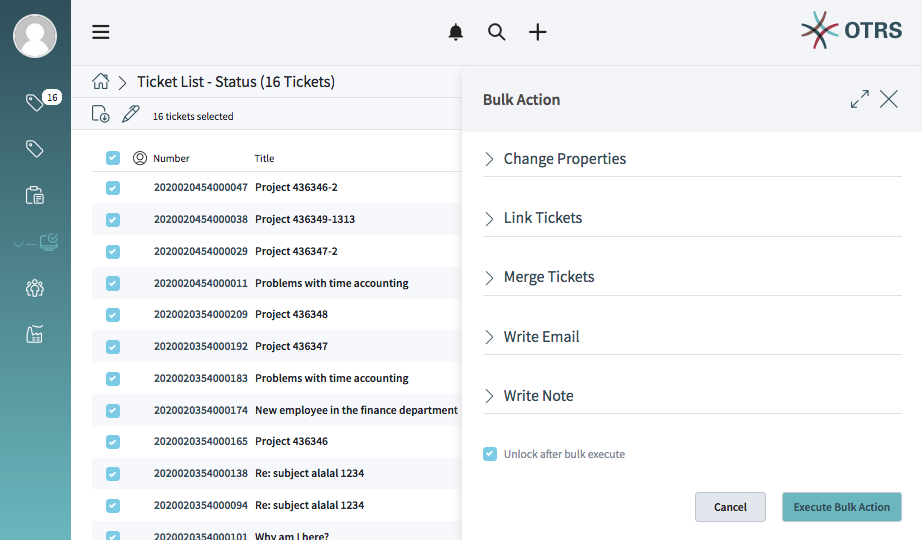 OTRS
16
Ticket List - Status (16 Tickets)
16 tickets selected
Number Title
2020020454000047 Project 436346-2
2020020454000038 Project 436349-1313
2020020454000029 Project 436347-2
2020020454000011 Problems with time accounting
2020020354000209 Project 436348
2020020354000192 Project 436347
2020020354000183 Problems with time accounting
2020020354000174 New employee in the finance department
2020020354000165 Project 436346
2020020354000138 Re: subject alalal 1234
2020020354000094 Re: subject alalal 1234
2020020354000101 Why am I here?
Bulk Action
Change Properties
Link Tickets
Merge Tickets
Write Email
Write Note
Unlock after bulk execute
Cancel Execute Bulk Action